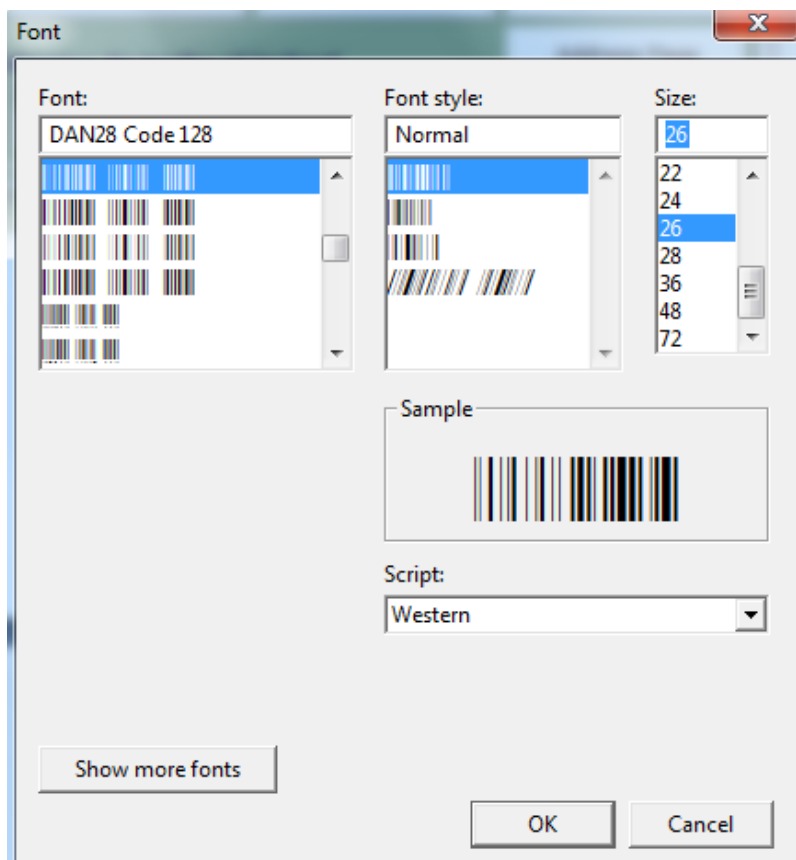 Font
Font:
Font style:
Size:
DAN28 Code 128
Normal
26
22
24
26
28
36
48
72
Sample
Script:
Western
Show more fonts
OK
Cancel